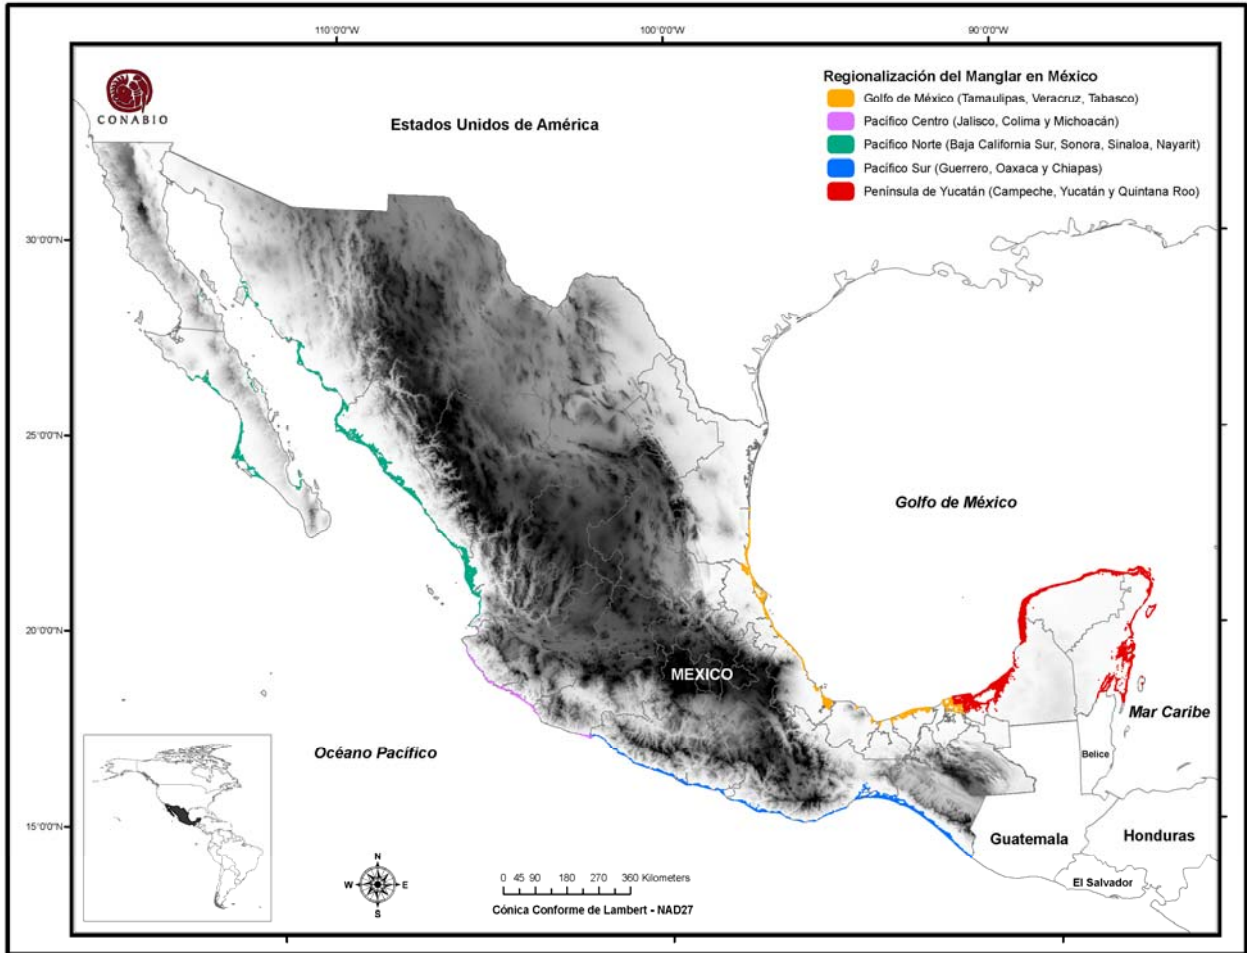 110°0'0"W
100°0'0"W
90°0'0"W
CONABIO
Estados Unidos de América
Regionalización del Manglar en México
Golfo de México (Tamaulipas, Veracruz, Tabasco)
Pacífico Centro (Jalisco, Colima y Michoacán)
Pacífico Norte (Baja California Sur, Sonora, Sinaloa, Nayarit)
Pacífico Sur (Guerrero, Oaxaca y Chiapas)
Península de Yucatán (Campeche, Yucatán y Quintana Roo)
30°0'0"N
25°0'0"N
Golfo de México
20°0'0"N
MEXICO
Mar Caribe
Océano Pacífico
Belice
15°0'0"N
Guatemala
Honduras
El Salvador
N
W
E
S
0 45 90 180 270 360 Kilometers
Cónica Conforme de Lambert - NAD27